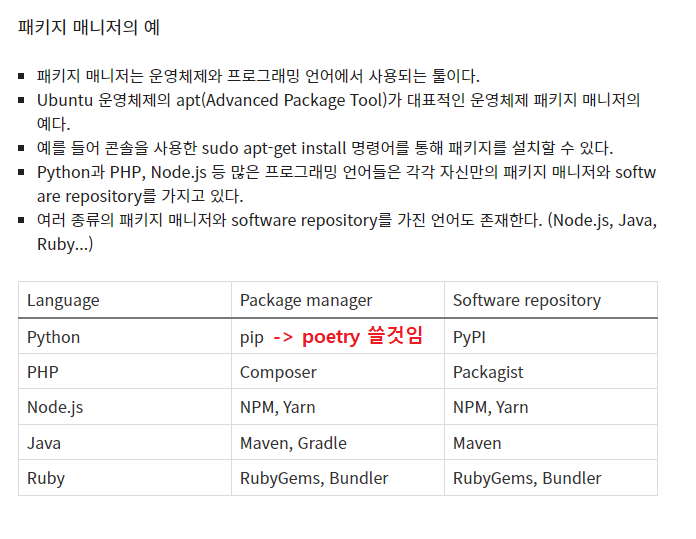 패키지 매니저의 예
패키지 매니저는 운영체제와 프로그래밍 언어에서 사용되는 툴이다.
Ubuntu 운영체제의 apt(Advanced Package Tool)가 대표적인 운영체제 패키지 매니저의
예다.
예를 들어 콘솔을 사용한 sudo apt-get install 명령어를 통해 패키지를 설치할 수 있다.
Python과 PHP, Node.js 등 많은 프로그래밍 언어들은 각각 자신만의 패키지 매니저와 softw
are repository를 가지고 있다.
여러 종류의 패키지 매니저와 software repository를 가진 언어도 존재한다. (Node.js, Java,
Ruby...)
Language Package manager Software repository
Python pip -> poetry 쓸것임 PyPI
PHP Composer Packagist
Node.js NPM, Yarn NPM, Yarn
Java Maven, Gradle Maven
Ruby RubyGems, Bundler RubyGems, Bundler